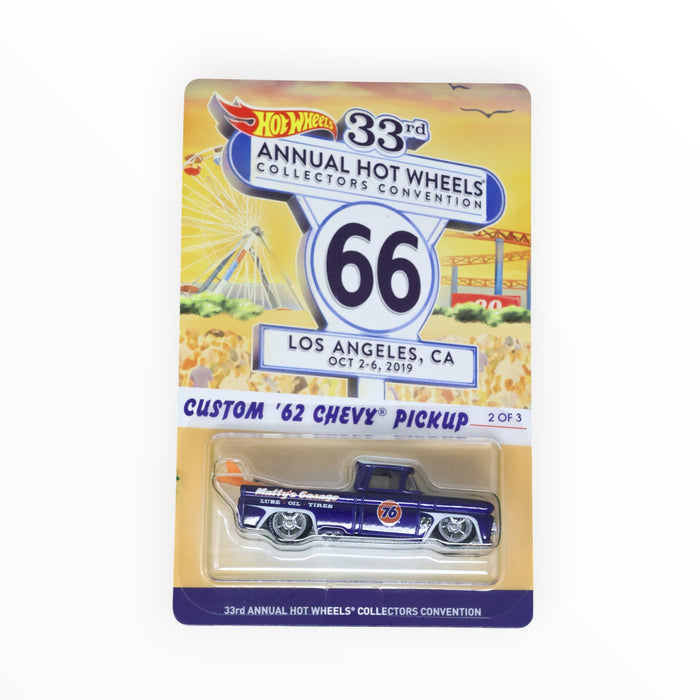 HOT WHEELS
33rd
ANNUAL HOT WHEELS®
COLLECTORS CONVENTION
66
LOS ANGELES, CA
OCT 2-6, 2019
CUSTOM '62 CHEVY® PICKUP
2 OF 3
Matty's Garage
LUBE · OIL · TIRES
76
33rd ANNUAL HOT WHEELS® COLLECTORS CONVENTION